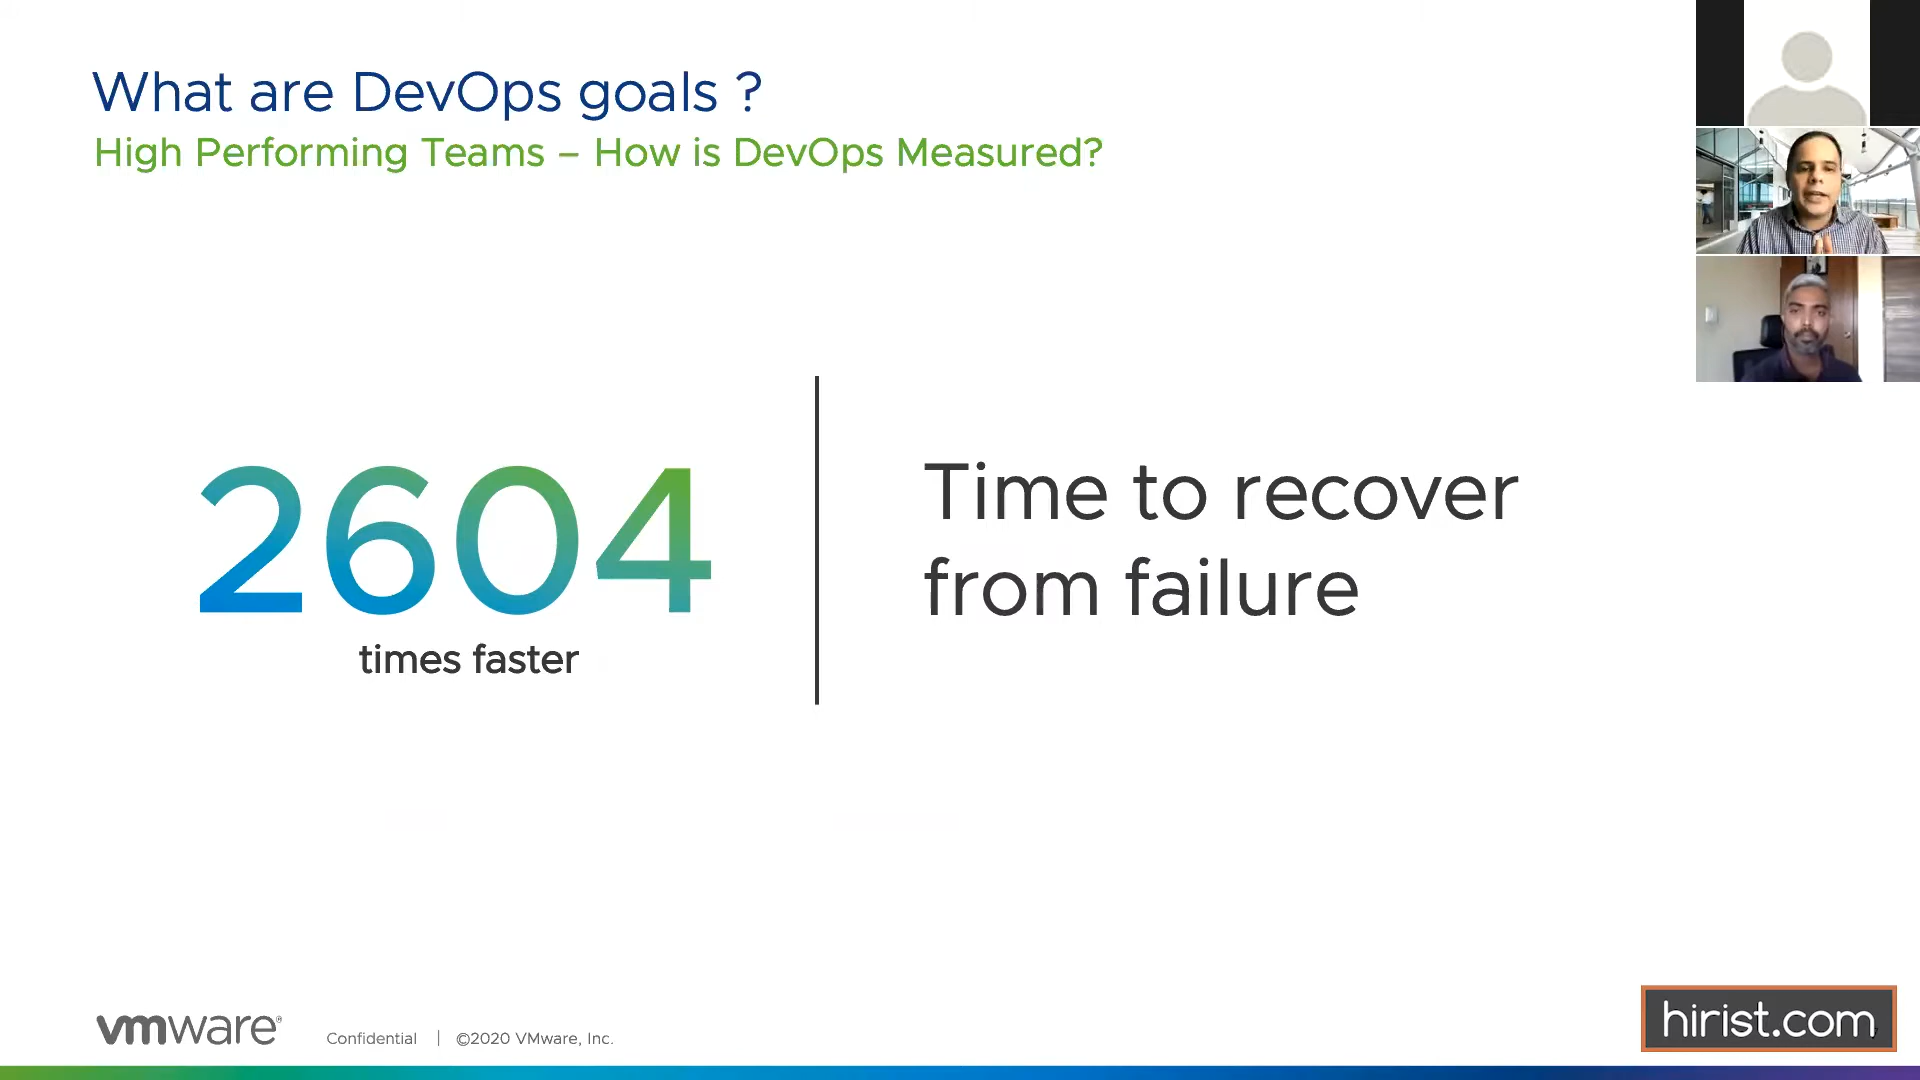 What are DevOps goals ?
High Performing Teams – How is DevOps Measured?
2604
times faster
Time to recover
from failure
vmware®
Confidential | ©2020 VMware, Inc.
hirist.com